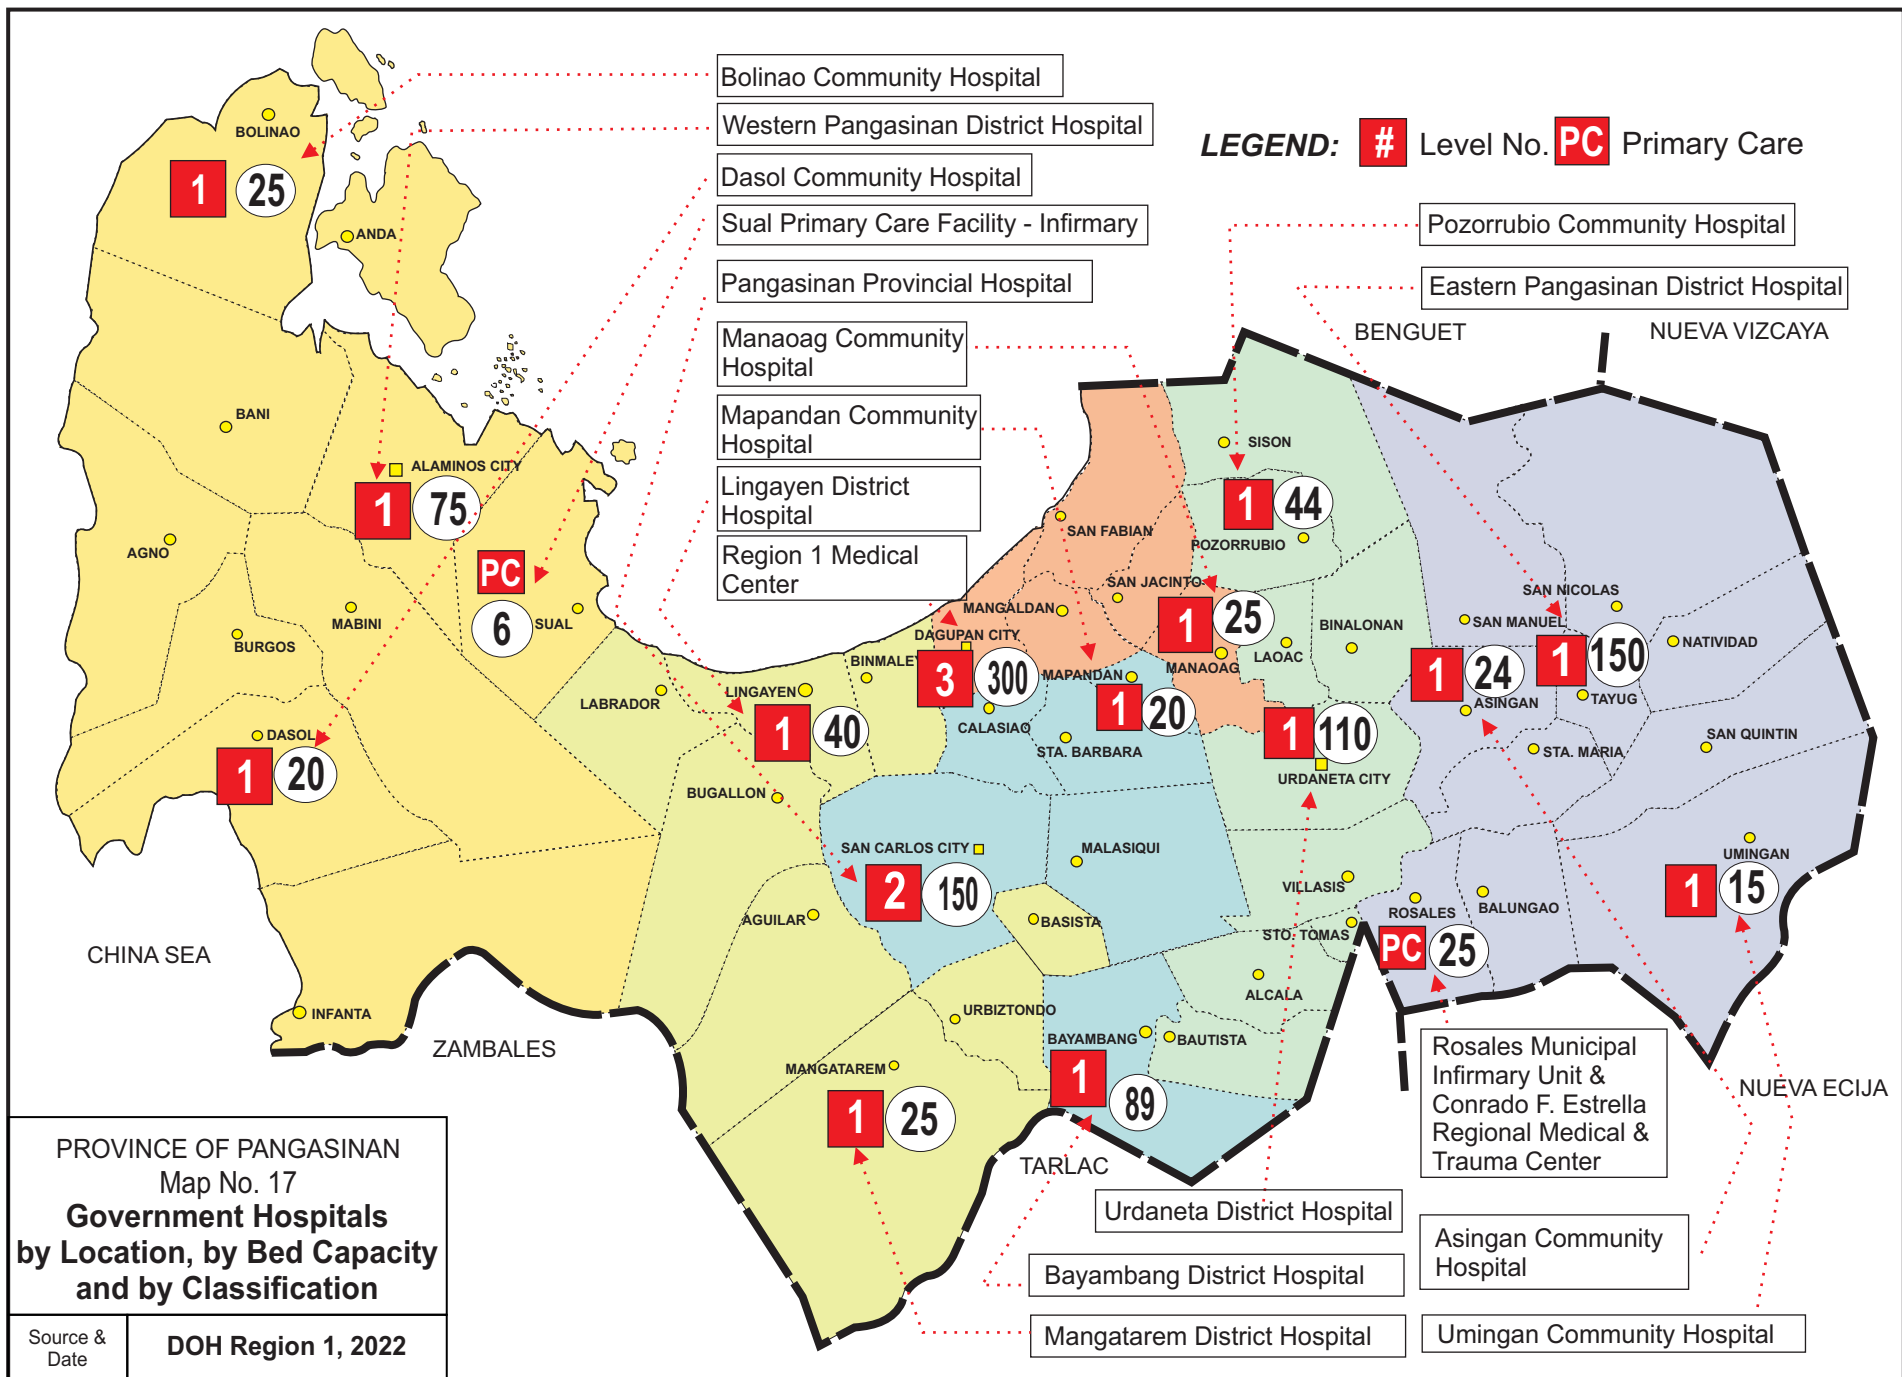 Bolinao Community Hospital
Western Pangasinan District Hospital
Dasol Community Hospital
Sual Primary Care Facility - Infirmary
Pangasinan Provincial Hospital
Manaoag Community
Hospital
Mapandan Community
Hospital
Lingayen District
Hospital
Region 1 Medical
Center
LEGEND: # Level No. PC Primary Care
Pozorrubio Community Hospital
Eastern Pangasinan District Hospital
BENGUET
NUEVA VIZCAYA
BOLINAO
1 25
ANDA
BANI
ALAMINOS CITY
1 75
AGNO
PC
6
SUAL
MABINI
BURGOS
DASOL
1 20
INFANTA
CHINA SEA
ZAMBALES
LABRADOR
LINGAYEN
1 40
BINMALEY
BUGALLON
AGUILAR
MANGATAREM
1 25
URBIZTONDO
BASISTA
SAN FABIAN
SAN JACINTO
MANGALDAN
DAGUPAN CITY
3 300
CALASIAO
MAPANDAN
1 20
STA. BARBARA
MANAOAG
1 25
SAN CARLOS CITY
2 150
MALASIQUI
BAYAMBANG
1 89
SISON
1 44
POZORRUBIO
LAOAC
BINALONAN
1 110
URDANETA CITY
VILLASIS
STO. TOMAS
ALCALA
BAUTISTA
SAN NICOLAS
SAN MANUEL
1 150
NATIVIDAD
TAYUG
1 24
ASINGAN
STA. MARIA
SAN QUINTIN
UMINGAN
1 15
ROSALES
BALUNGAO
PC 25
TARLAC
NUEVA ECIJA
Rosales Municipal
Infirmary Unit &
Conrado F. Estrella
Regional Medical &
Trauma Center
Urdaneta District Hospital
Asingan Community
Hospital
Bayambang District Hospital
Mangatarem District Hospital
Umingan Community Hospital
PROVINCE OF PANGASINAN
Map No. 17
Government Hospitals
by Location, by Bed Capacity
and by Classification
Source &
Date
DOH Region 1, 2022